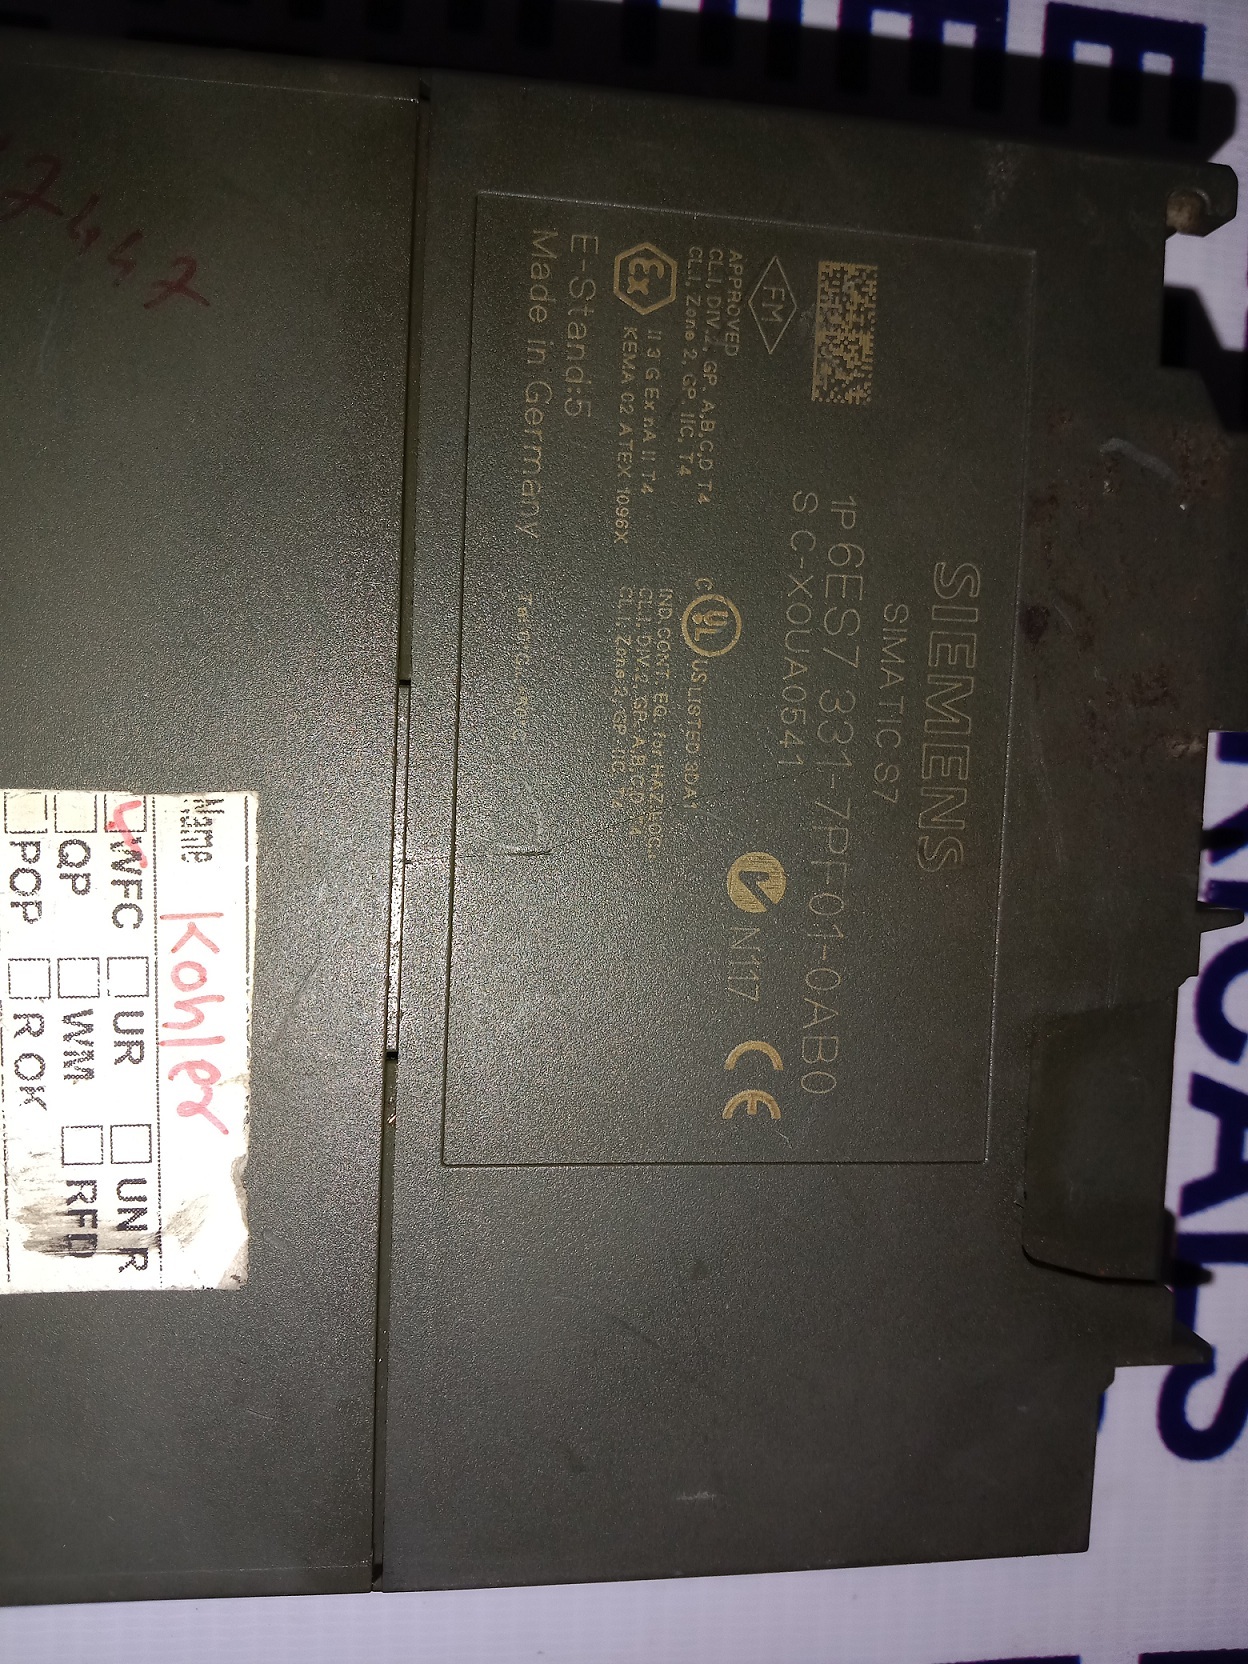 SIEMENS
SIMATIC S7
1P 6ES7 331-7PF01-0AB0
S C-X0UA0541
FM
APPROVED
CL I, DIV.2, GP. A,B,C,D T4
CL I, Zone 2, GP. IIC, T4
C UL US LISTED 3DA1
IND. CONT. EQ. for HAZ.
CL I, DIV.2, GP. A,B,C,D T4
CL I, Zone 2, GP. IIC, T4
N117
CE
Ex
II 3 G Ex nA II T4
KEMA 02 ATEX 1096X
E-Stand:5
Made in Germany
2447
Name Kohler
WFC UR UN R
QP WM RFD
POP R OK